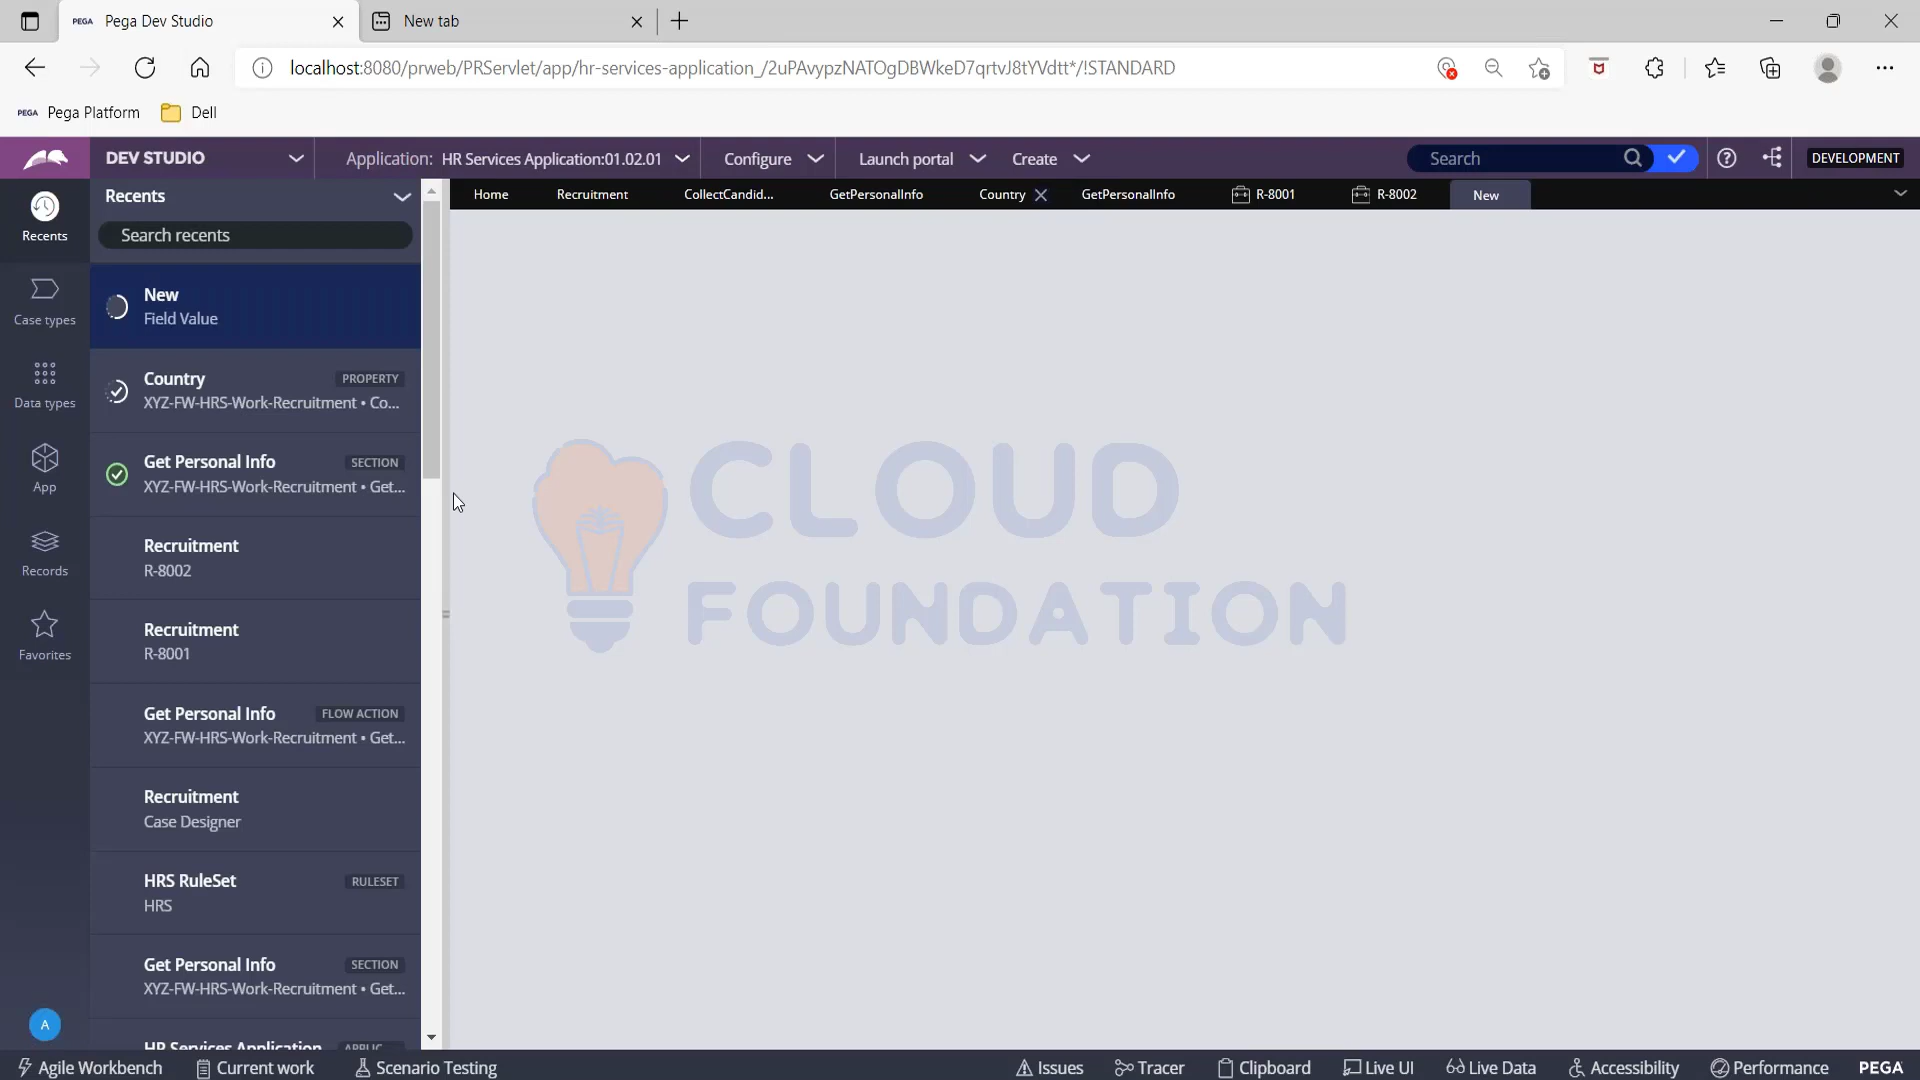 PEGA Pega Dev Studio
New tab
localhost:8080/prweb/PRServlet/app/hr-services-application_/2uPAvypzNATOgDBWkeD7qrtvJ8tYVdtt*/!STANDARD
PEGA Pega Platform Dell
DEV STUDIO Application: HR Services Application:01.02.01 Configure Launch portal Create Search DEVELOPMENT
Home Recruitment CollectCandid... GetPersonalInfo Country GetPersonalInfo R-8001 R-8002 New
Recents
Search recents
Recents
Case types
Data types
App
Records
Favorites
A
New
Field Value
Country PROPERTY
XYZ-FW-HRS-Work-Recruitment • Co...
Get Personal Info SECTION
XYZ-FW-HRS-Work-Recruitment • Get...
Recruitment
R-8002
Recruitment
R-8001
Get Personal Info FLOW ACTION
XYZ-FW-HRS-Work-Recruitment • Get...
Recruitment
Case Designer
HRS RuleSet RULESET
HRS
Get Personal Info SECTION
XYZ-FW-HRS-Work-Recruitment • Get...
HR Services Application APPLIC...
CLOUD
FOUNDATION
Agile Workbench Current work Scenario Testing Issues Tracer Clipboard Live UI Live Data Accessibility Performance PEGA